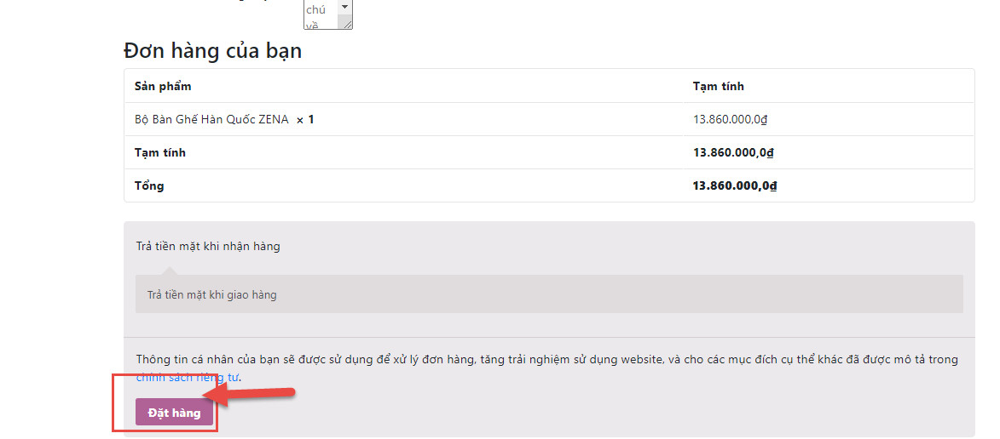 chú
về
Đơn hàng của bạn
Sản phẩm Tạm tính
Bộ Bàn Ghế Hàn Quốc ZENA × 1 13.860.000,0₫
Tạm tính 13.860.000,0₫
Tổng 13.860.000,0₫
Trả tiền mặt khi nhận hàng
Trả tiền mặt khi giao hàng
Thông tin cá nhân của bạn sẽ được sử dụng để xử lý đơn hàng, tăng trải nghiệm sử dụng website, và cho các mục đích cụ thể khác đã được mô tả trong
chính sách riêng tư.
Đặt hàng